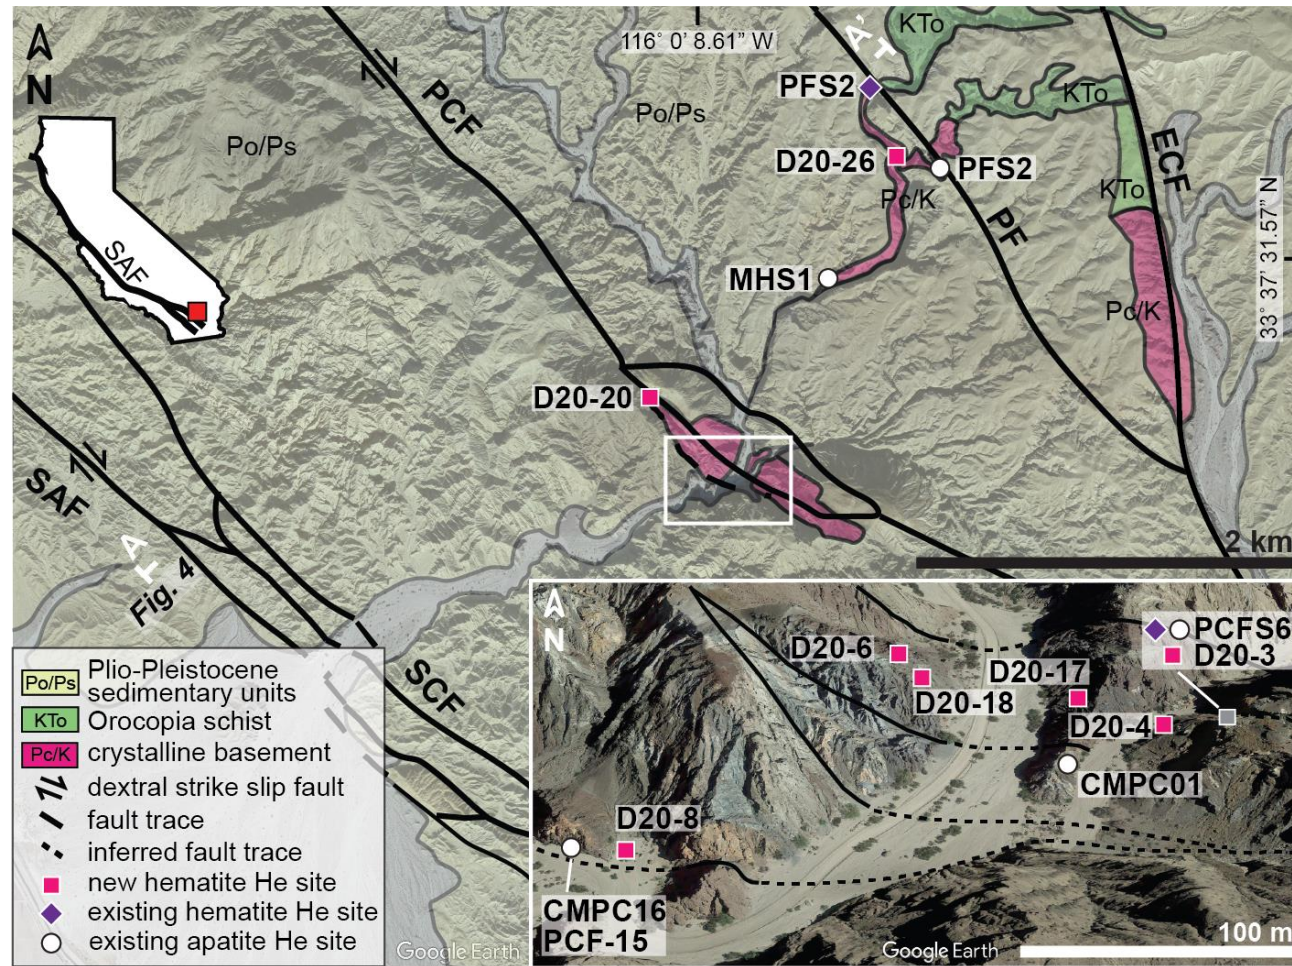 116° 0' 8.61” W
KTo
A'
PFS2
KTo
N
PCF
Po/Ps
Po/Ps
ECF
D20-26
PFS2
KTo
Pc/K
PF
SAF
33° 37' 31.57” N
MHS1
Pc/K
D20-20
SAF
2 km
A
Fig. 4
SCF
Po/Ps Plio-Pleistocene
sedimentary units
KTo Orocopia schist
Pc/K crystalline basement
dextral strike slip fault
fault trace
inferred fault trace
new hematite He site
existing hematite He site
existing apatite He site
Google Earth
N
PCFS6
D20-3
D20-6
D20-17
D20-18
D20-4
CMPC01
D20-8
CMPC16
PCF-15
Google Earth
100 m